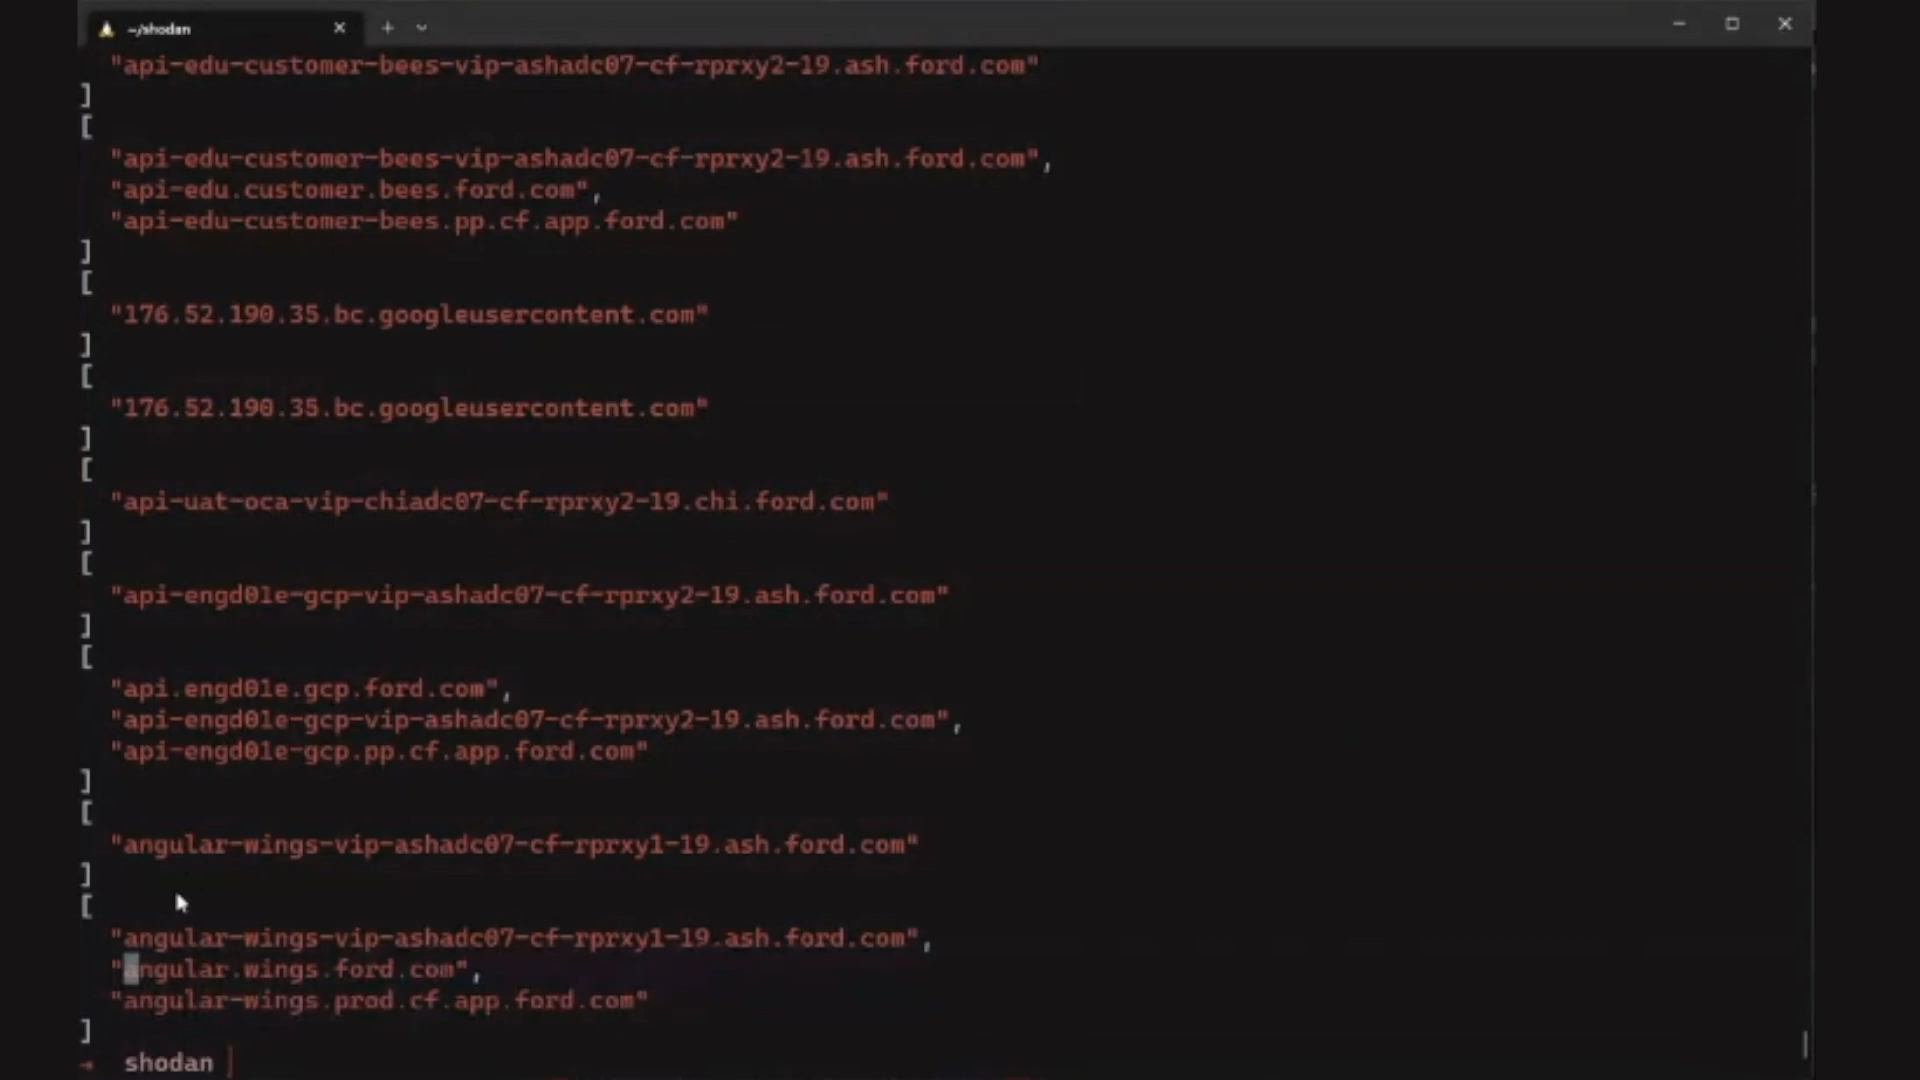 ~/shodan
"api-edu-customer-bees-vip-ashadc07-cf-rprxy2-19.ash.ford.com"
]
[
"api-edu-customer-bees-vip-ashadc07-cf-rprxy2-19.ash.ford.com",
"api-edu.customer.bees.ford.com",
"api-edu-customer-bees.pp.cf.app.ford.com"
]
[
"176.52.190.35.bc.googleusercontent.com"
]
[
"176.52.190.35.bc.googleusercontent.com"
]
[
"api-uat-oca-vip-chiadc07-cf-rprxy2-19.chi.ford.com"
]
[
"api-engd01e-gcp-vip-ashadc07-cf-rprxy2-19.ash.ford.com"
]
[
"api.engd01e.gcp.ford.com",
"api-engd01e-gcp-vip-ashadc07-cf-rprxy2-19.ash.ford.com",
"api-engd01e-gcp.pp.cf.app.ford.com"
]
[
"angular-wings-vip-ashadc07-cf-rprxy1-19.ash.ford.com"
]
[
"angular-wings-vip-ashadc07-cf-rprxy1-19.ash.ford.com",
"angular.wings.ford.com",
"angular-wings.prod.cf.app.ford.com"
]
shodan